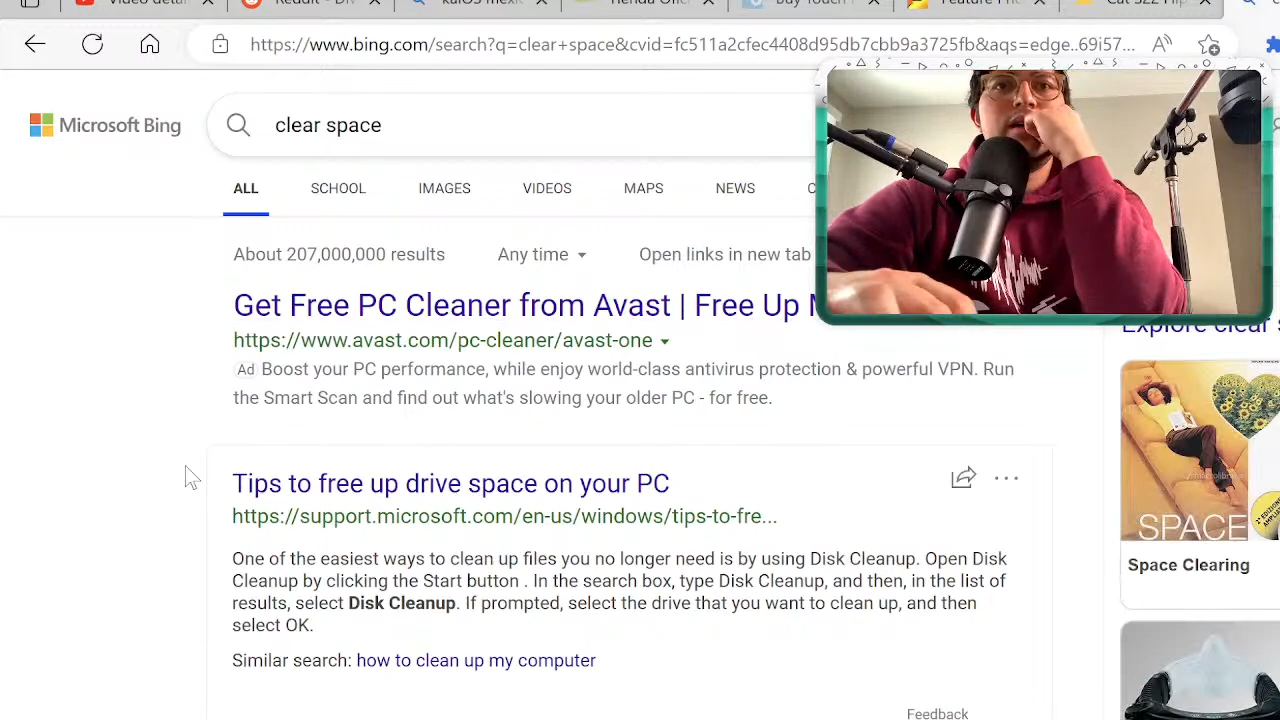 Video detai
Reddit - Div
kaiOS mexic
Tienda Ofici
Buy Touch
Feature Ph
Cat S22 Flip
https://www.bing.com/search?q=clear+space&cvid=fc511a2cfec4408d95db7cbb9a3725fb&aqs=edge..69i57...
Microsoft Bing
clear space
ALL
SCHOOL
IMAGES
VIDEOS
MAPS
NEWS
About 207,000,000 results
Any time
Open links in new tab
Get Free PC Cleaner from Avast | Free Up
https://www.avast.com/pc-cleaner/avast-one
Ad Boost your PC performance, while enjoy world-class antivirus protection & powerful VPN. Run
the Smart Scan and find out what's slowing your older PC - for free.
Tips to free up drive space on your PC
https://support.microsoft.com/en-us/windows/tips-to-fre...
One of the easiest ways to clean up files you no longer need is by using Disk Cleanup. Open Disk
Cleanup by clicking the Start button . In the search box, type Disk Cleanup, and then, in the list of
results, select Disk Cleanup. If prompted, select the drive that you want to clean up, and then
select OK.
Similar search: how to clean up my computer
Feedback
Explore clear s
SPACE
Space Clearing